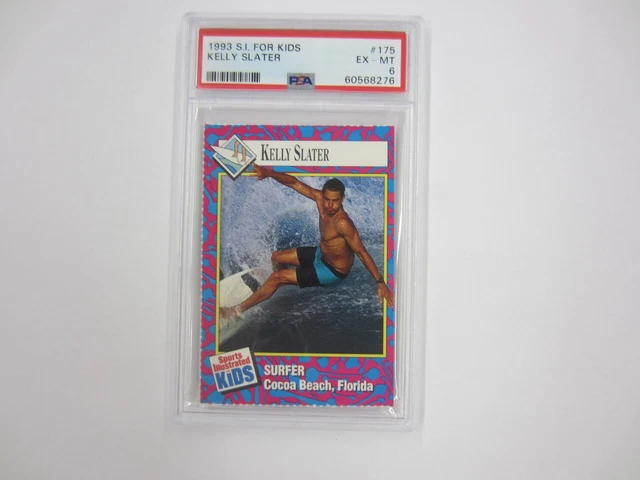 1993 S.I. FOR KIDS #175
KELLY SLATER EX - MT
6
PSA 60568276
KELLY SLATER
Sports
Illustrated
KIDS
SURFER
Cocoa Beach, Florida